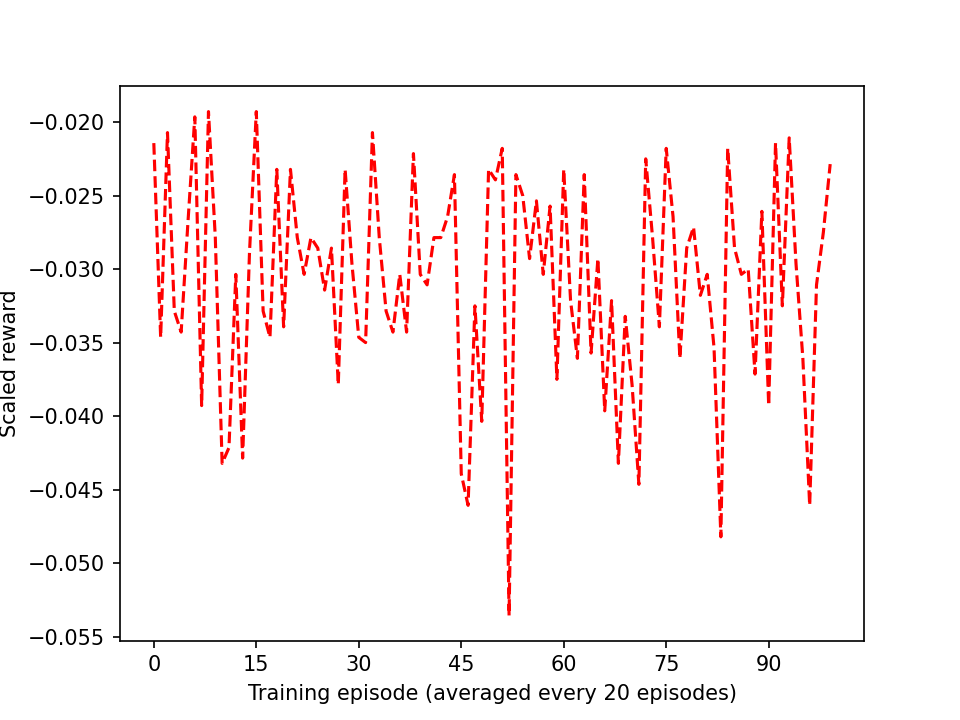 Scaled reward
−0.020
−0.025
−0.030
−0.035
−0.040
−0.045
−0.050
−0.055
0 15 30 45 60 75 90
Training episode (averaged every 20 episodes)